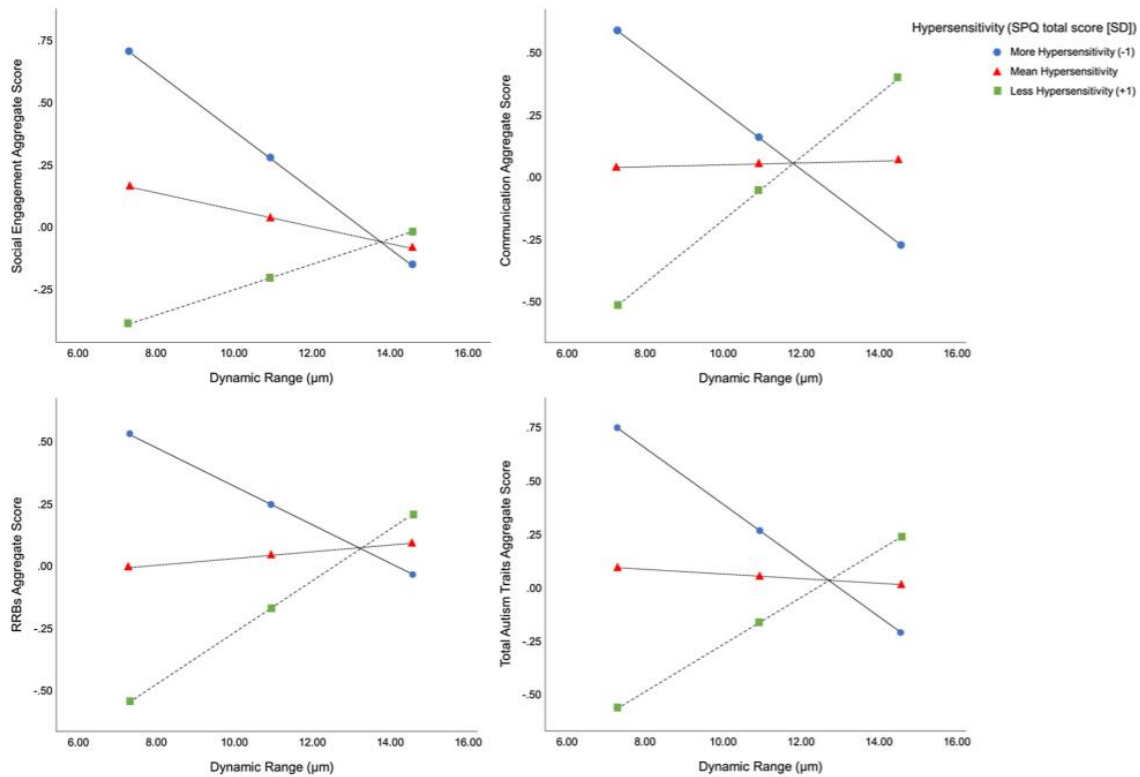 Hypersensitivity (SPQ total score [SD])
More Hypersensitivity (-1)
Mean Hypersensitivity
Less Hypersensitivity (+1)
Social Engagement Aggregate Score
.75
.50
.25
.00
-.25
6.00 8.00 10.00 12.00 14.00 16.00
Dynamic Range (µm)
Communication Aggregate Score
.50
.25
.00
-.25
-.50
6.00 8.00 10.00 12.00 14.00 16.00
Dynamic Range (µm)
RRBs Aggregate Score
.50
.25
.00
-.25
-.50
6.00 8.00 10.00 12.00 14.00 16.00
Dynamic Range (µm)
Total Autism Traits Aggregate Score
.75
.50
.25
.00
-.25
-.50
6.00 8.00 10.00 12.00 14.00 16.00
Dynamic Range (µm)